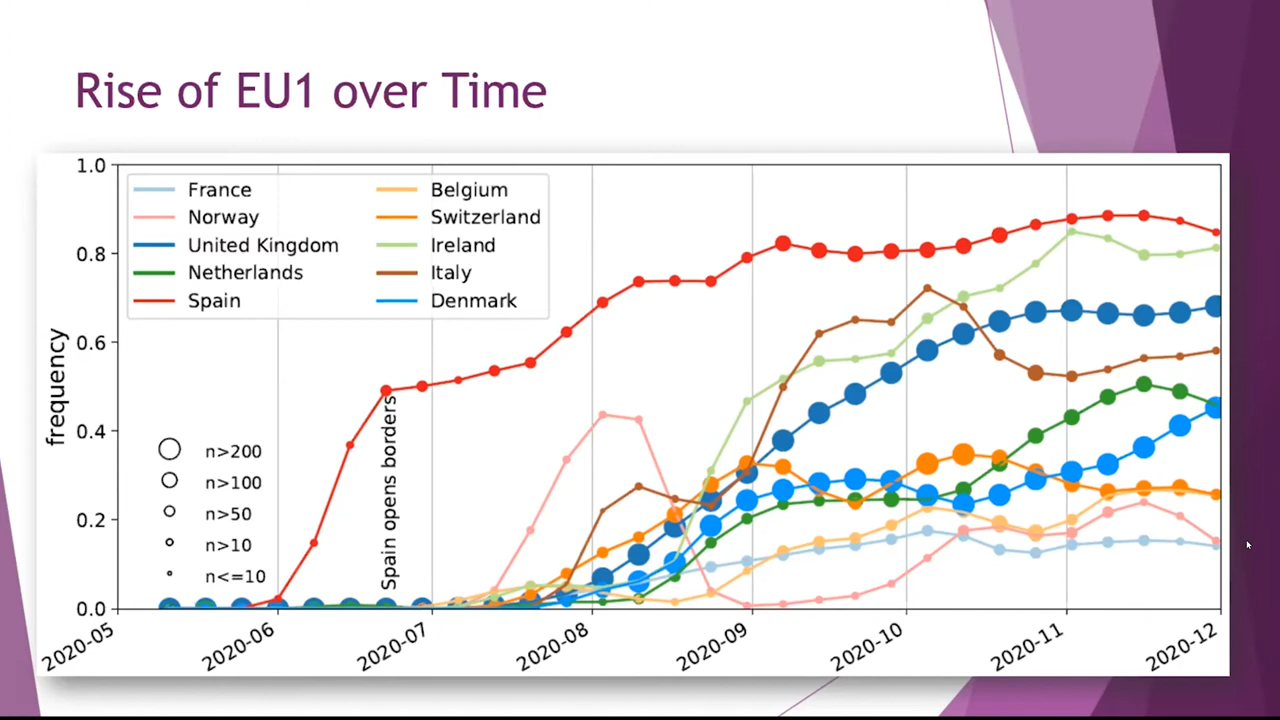 Rise of EU1 over Time
1.0
0.8
0.6
0.4
0.2
0.0
frequency
France
Norway
United Kingdom
Netherlands
Spain
Belgium
Switzerland
Ireland
Italy
Denmark
n>200
n>100
n>50
n>10
n<=10
Spain opens borders
2020-05
2020-06
2020-07
2020-08
2020-09
2020-10
2020-11
2020-12